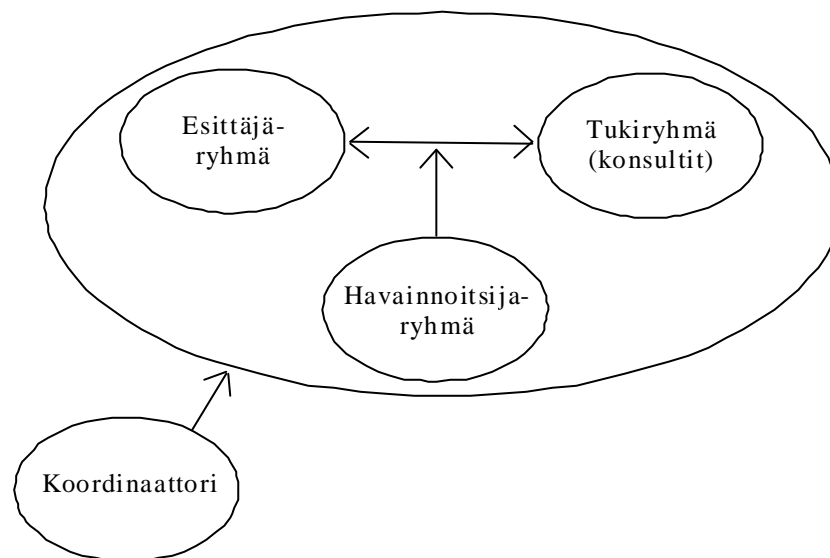 Esittäjä-
ryhmä
Tukiryhmä
(konsultit)
Havainnoitsija-
ryhmä
Koordinaattori